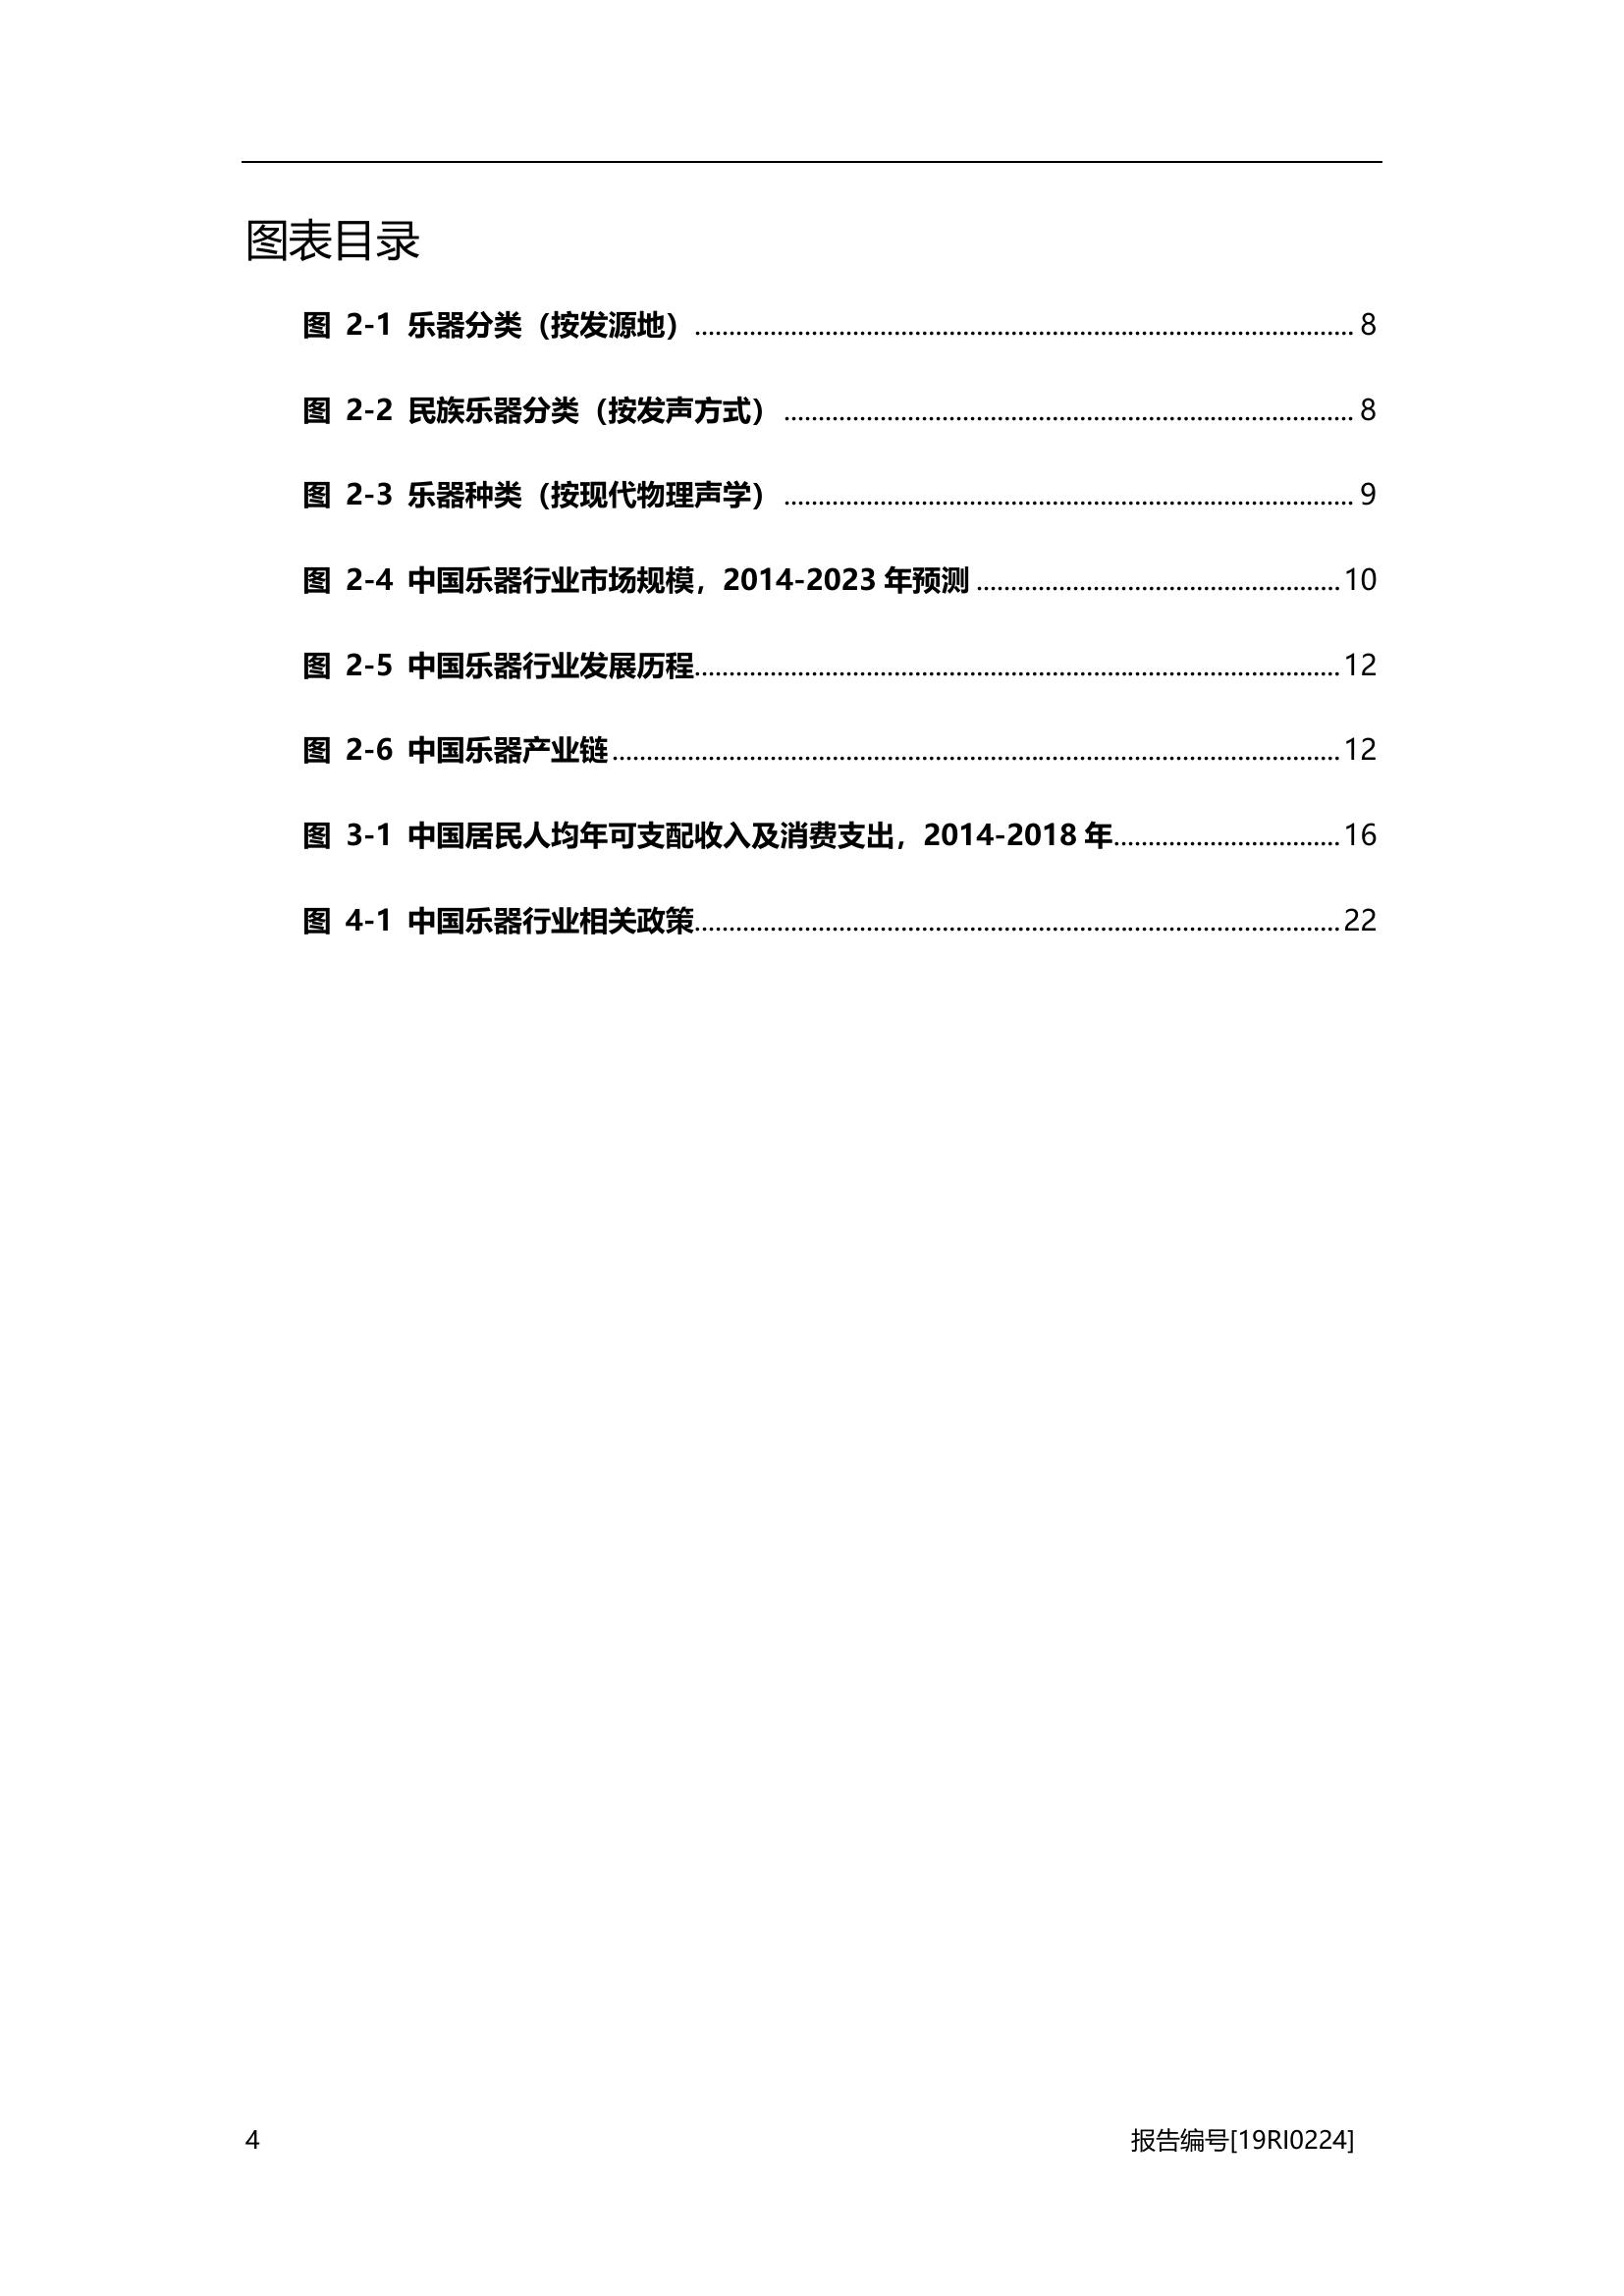 图表目录
图 2-1 乐器分类（按发源地）................................................................................................ 8
图 2-2 民族乐器分类（按发声方式）................................................................................... 8
图 2-3 乐器种类（按现代物理声学）................................................................................... 9
图 2-4 中国乐器行业市场规模，2014-2023 年预测 ..................................................... 10
图 2-5 中国乐器行业发展历程.............................................................................................. 12
图 2-6 中国乐器产业链.......................................................................................................... 12
图 3-1 中国居民人均年可支配收入及消费支出，2014-2018 年................................. 16
图 4-1 中国乐器行业相关政策.............................................................................................. 22
4 报告编号[19RI0224]